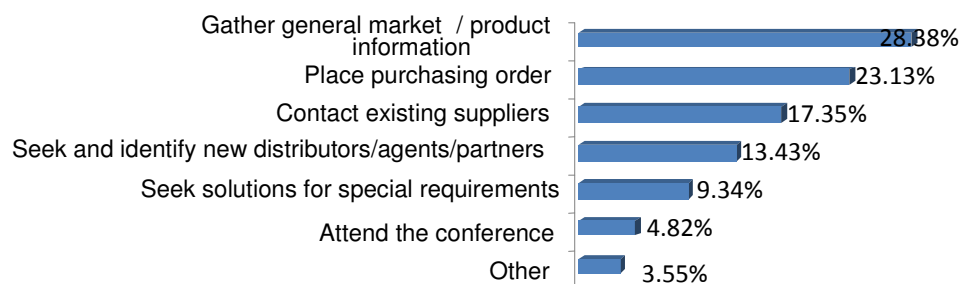 Gather general market / product
information
28.38%
Place purchasing order
23.13%
Contact existing suppliers
17.35%
Seek and identify new distributors/agents/partners
13.43%
Seek solutions for special requirements
9.34%
Attend the conference
4.82%
Other
3.55%